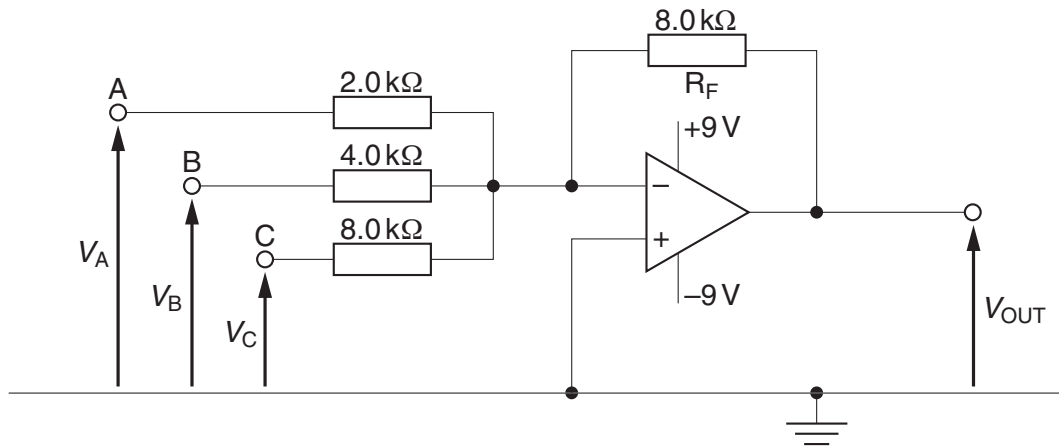 8.0 kΩ
R_F
A
2.0 kΩ
+9 V
B
4.0 kΩ
–
C
8.0 kΩ
+
V_A
V_B
V_C
–9 V
V_OUT